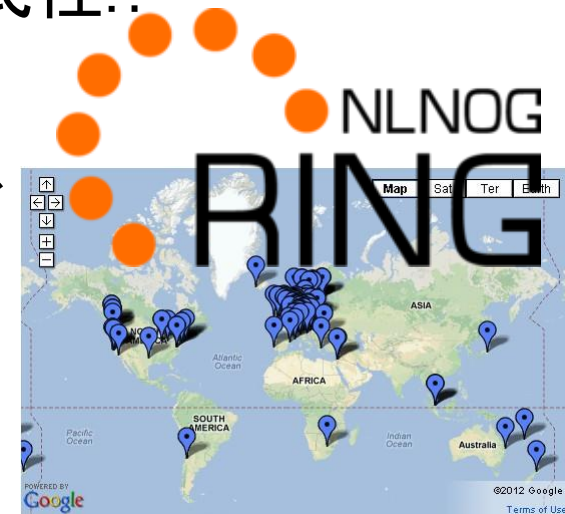 NLNOG
RING
Map Sat Ter Earth
ASIA
Atlantic
Ocean
AFRICA
Pacific
Ocean
SOUTH
AMERICA
Indian
Ocean
Australia
POWERED BY
Google
©2012 Google
Terms of Use